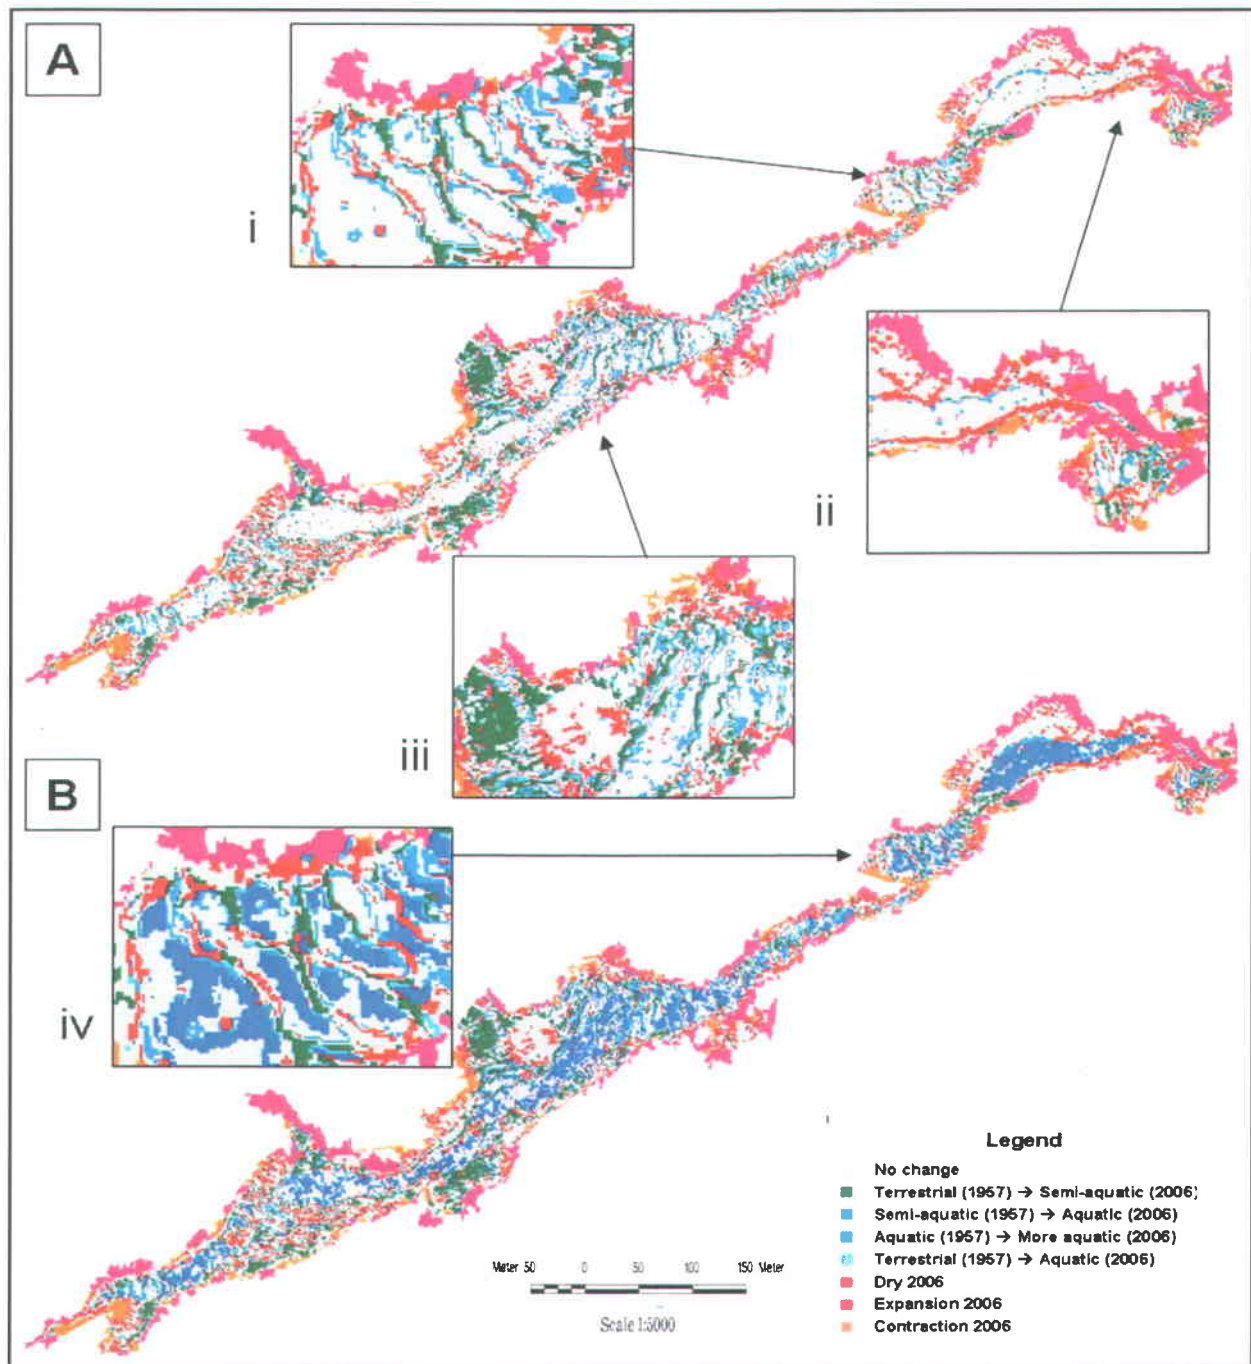 A
i
ii
iii
B
iv
Legend
No change
Terrestrial (1957) → Semi-aquatic (2006)
Semi-aquatic (1957) → Aquatic (2006)
Aquatic (1957) → More aquatic (2006)
Terrestrial (1957) → Aquatic (2006)
Dry 2006
Expansion 2006
Contraction 2006
Meter 50 0 50 100 150 Meter
Scale 1:5000